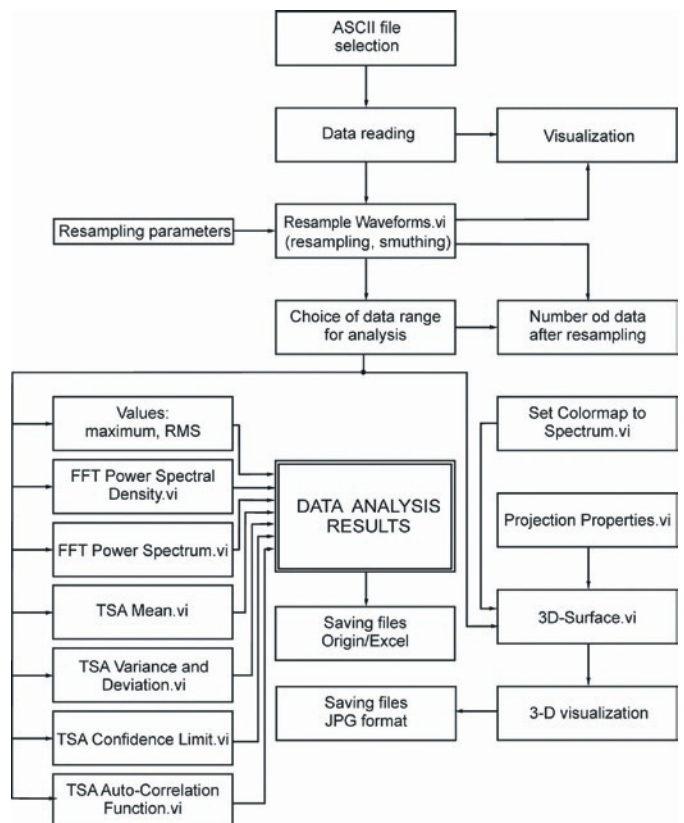 ASCII file
selection
Data reading
Visualization
Resampling parameters
Resample Waveforms.vi
(resampling, smuthing)
Choice of data range
for analysis
Number od data
after resampling
Values:
maximum, RMS
Set Colormap to
Spectrum.vi
FFT Power Spectral
Density.vi
DATA ANALYSIS
RESULTS
Projection Properties.vi
FFT Power Spectrum.vi
TSA Mean.vi
Saving files
Origin/Excel
3D-Surface.vi
TSA Variance and
Deviation.vi
Saving files
JPG format
3-D visualization
TSA Confidence Limit.vi
TSA Auto-Correlation
Function.vi